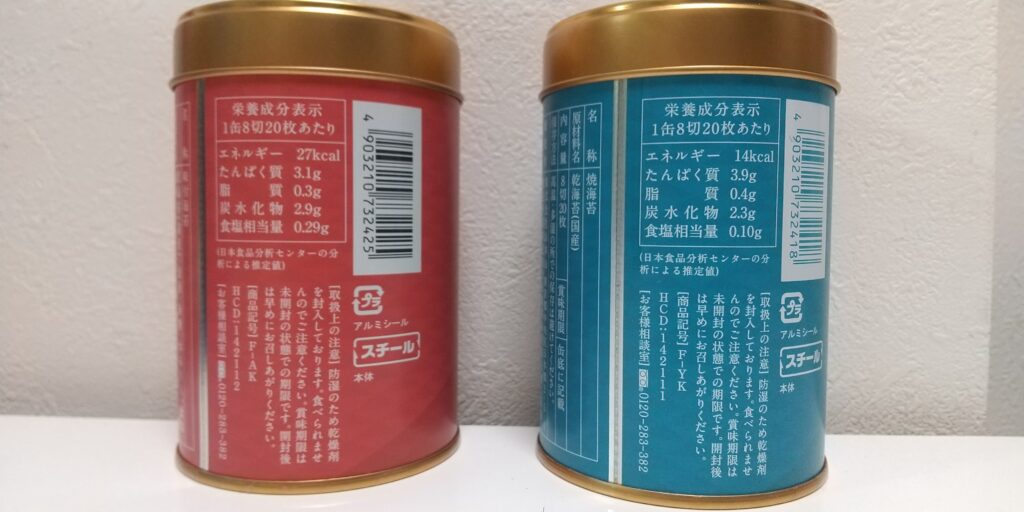 栄養成分表示
1缶8切20枚あたり
エネルギー 27kcal
たんぱく質 3.1g
脂質 0.3g
炭水化物 2.9g
食塩相当量 0.29g
(日本食品分析センターの分
析による推定値)
4 903210 732425
プラ
アルミシール
スチール
本体
[取扱上の注意] 防湿のため乾燥剤
を封入しております。食べられませ
んのでご注意ください。賞味期限は
未開封の状態での期限です。開封後
は早めにお召しあがりください。
[商品記号] F-AK
HCD:142112
[お客様相談室] 0120-283-382
名称 焼海苔
原材料名 乾海苔(国産)
内容量 8切20枚
賞味期限 缶底に記載
栄養成分表示
1缶8切20枚あたり
エネルギー 14kcal
たんぱく質 3.9g
脂質 0.4g
炭水化物 2.3g
食塩相当量 0.10g
(日本食品分析センターの分
析による推定値)
4 903210 732418
プラ
アルミシール
スチール
本体
[取扱上の注意] 防湿のため乾燥剤
を封入しております。食べられませ
んのでご注意ください。賞味期限は
未開封の状態での期限です。開封後
は早めにお召しあがりください。
[商品記号] F-YK
HCD:142111
[お客様相談室] 0120-283-382